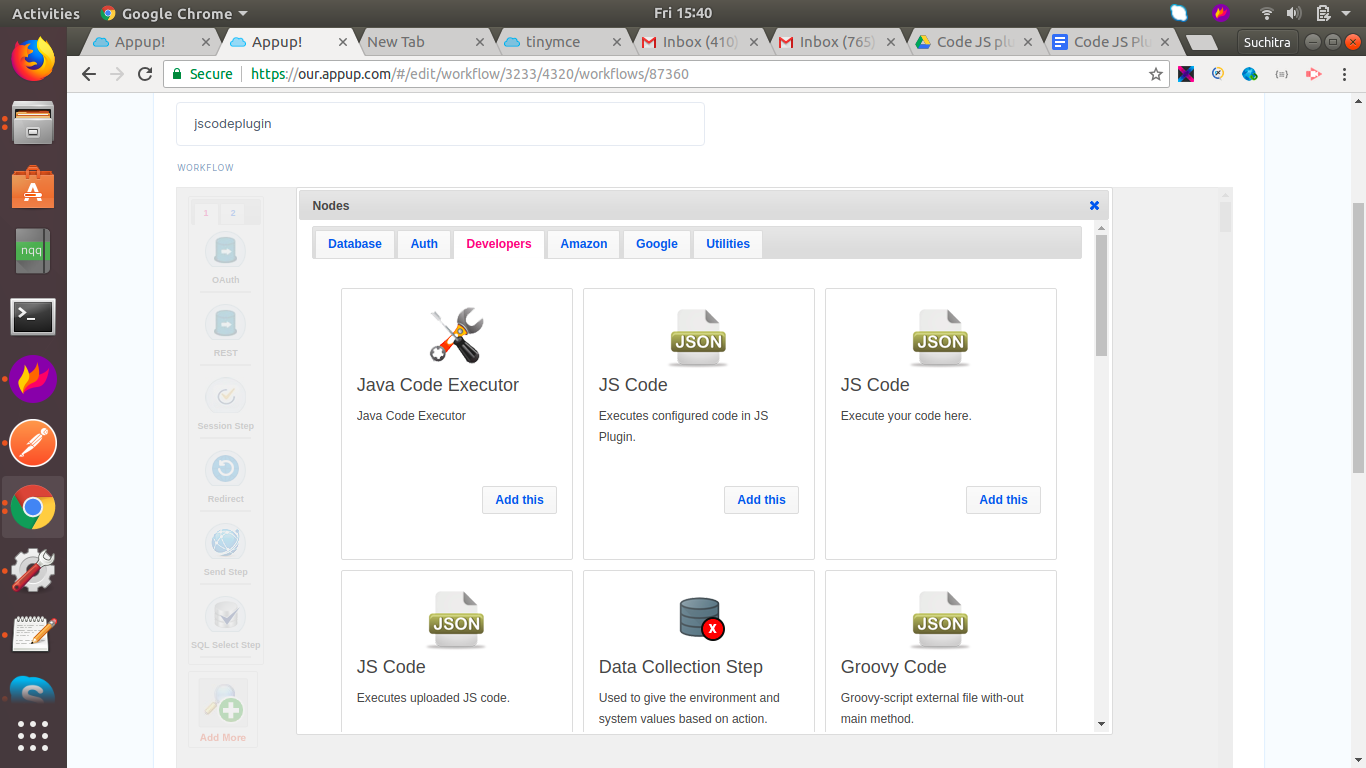 Activities
Google Chrome
Fri 15:40
Appup!
Appup!
New Tab
tinymce
Inbox (410)
Inbox (765)
Code JS plu
Code JS Plu
Suchitra
Secure
https://our.appup.com/#/edit/workflow/3233/4320/workflows/87360
nqq
jscodeplugin
WORKFLOW
1
2
OAuth
REST
Session Step
Redirect
Send Step
SQL Select Step
Add More
Nodes
Database
Auth
Developers
Amazon
Google
Utilities
Java Code Executor
Java Code Executor
Add this
JSON
JS Code
Executes configured code in JS
Plugin.
Add this
JSON
JS Code
Execute your code here.
Add this
JSON
JS Code
Executes uploaded JS code.
X
Data Collection Step
Used to give the environment and
system values based on action.
JSON
Groovy Code
Groovy-script external file with-out
main method.